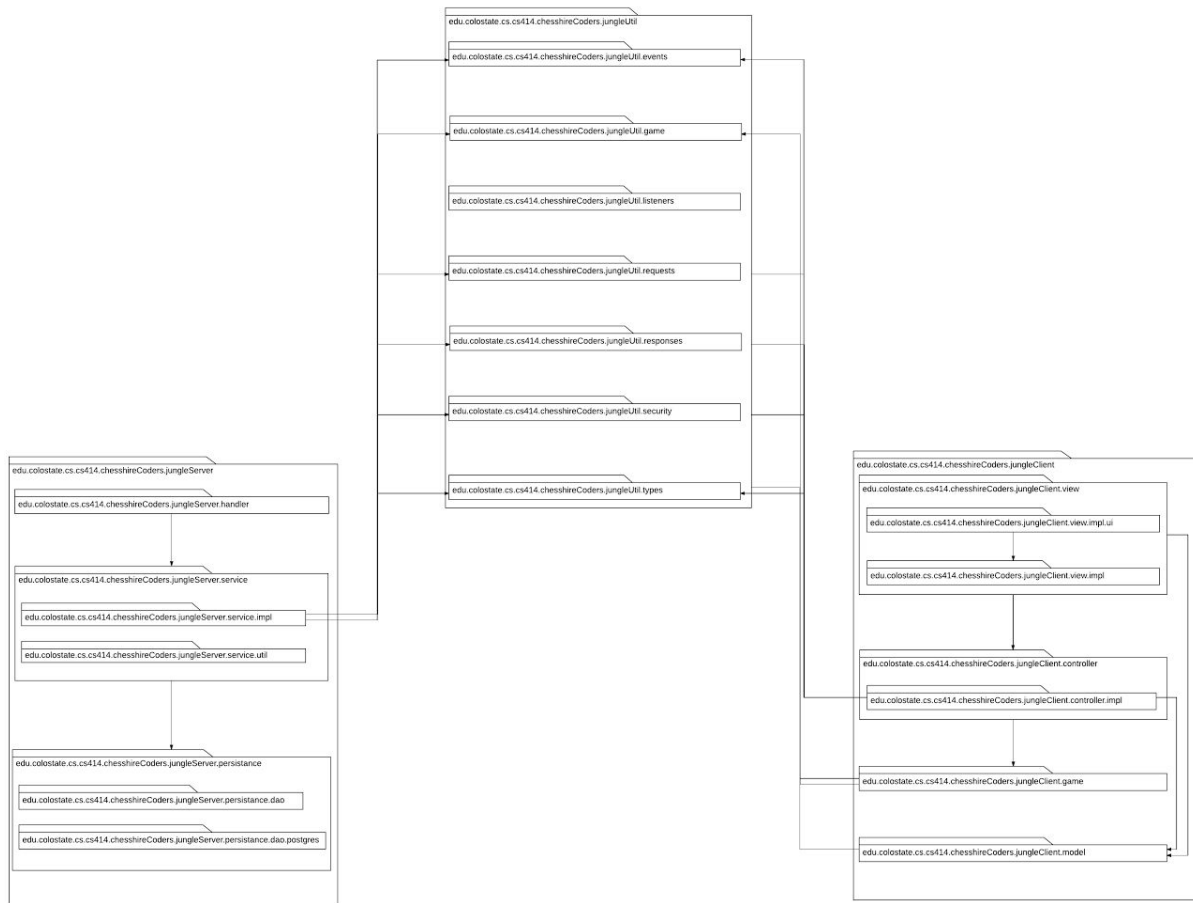 edu.colostate.cs.cs414.chesshireCoders.jungleUtil
edu.colostate.cs.cs414.chesshireCoders.jungleUtil.events
edu.colostate.cs.cs414.chesshireCoders.jungleUtil.game
edu.colostate.cs.cs414.chesshireCoders.jungleUtil.listeners
edu.colostate.cs.cs414.chesshireCoders.jungleUtil.requests
edu.colostate.cs.cs414.chesshireCoders.jungleUtil.responses
edu.colostate.cs.cs414.chesshireCoders.jungleUtil.security
edu.colostate.cs.cs414.chesshireCoders.jungleUtil.types
edu.colostate.cs.cs414.chesshireCoders.jungleServer
edu.colostate.cs.cs414.chesshireCoders.jungleServer.handler
edu.colostate.cs.cs414.chesshireCoders.jungleServer.service
edu.colostate.cs.cs414.chesshireCoders.jungleServer.service.impl
edu.colostate.cs.cs414.chesshireCoders.jungleServer.service.util
edu.colostate.cs.cs414.chesshireCoders.jungleServer.persistance
edu.colostate.cs.cs414.chesshireCoders.jungleServer.persistance.dao
edu.colostate.cs.cs414.chesshireCoders.jungleServer.persistance.dao.postgres
edu.colostate.cs.cs414.chesshireCoders.jungleClient
edu.colostate.cs.cs414.chesshireCoders.jungleClient.view
edu.colostate.cs.cs414.chesshireCoders.jungleClient.view.impl.ui
edu.colostate.cs.cs414.chesshireCoders.jungleClient.view.impl
edu.colostate.cs.cs414.chesshireCoders.jungleClient.controller
edu.colostate.cs.cs414.chesshireCoders.jungleClient.controller.impl
edu.colostate.cs.cs414.chesshireCoders.jungleClient.game
edu.colostate.cs.cs414.chesshireCoders.jungleClient.model